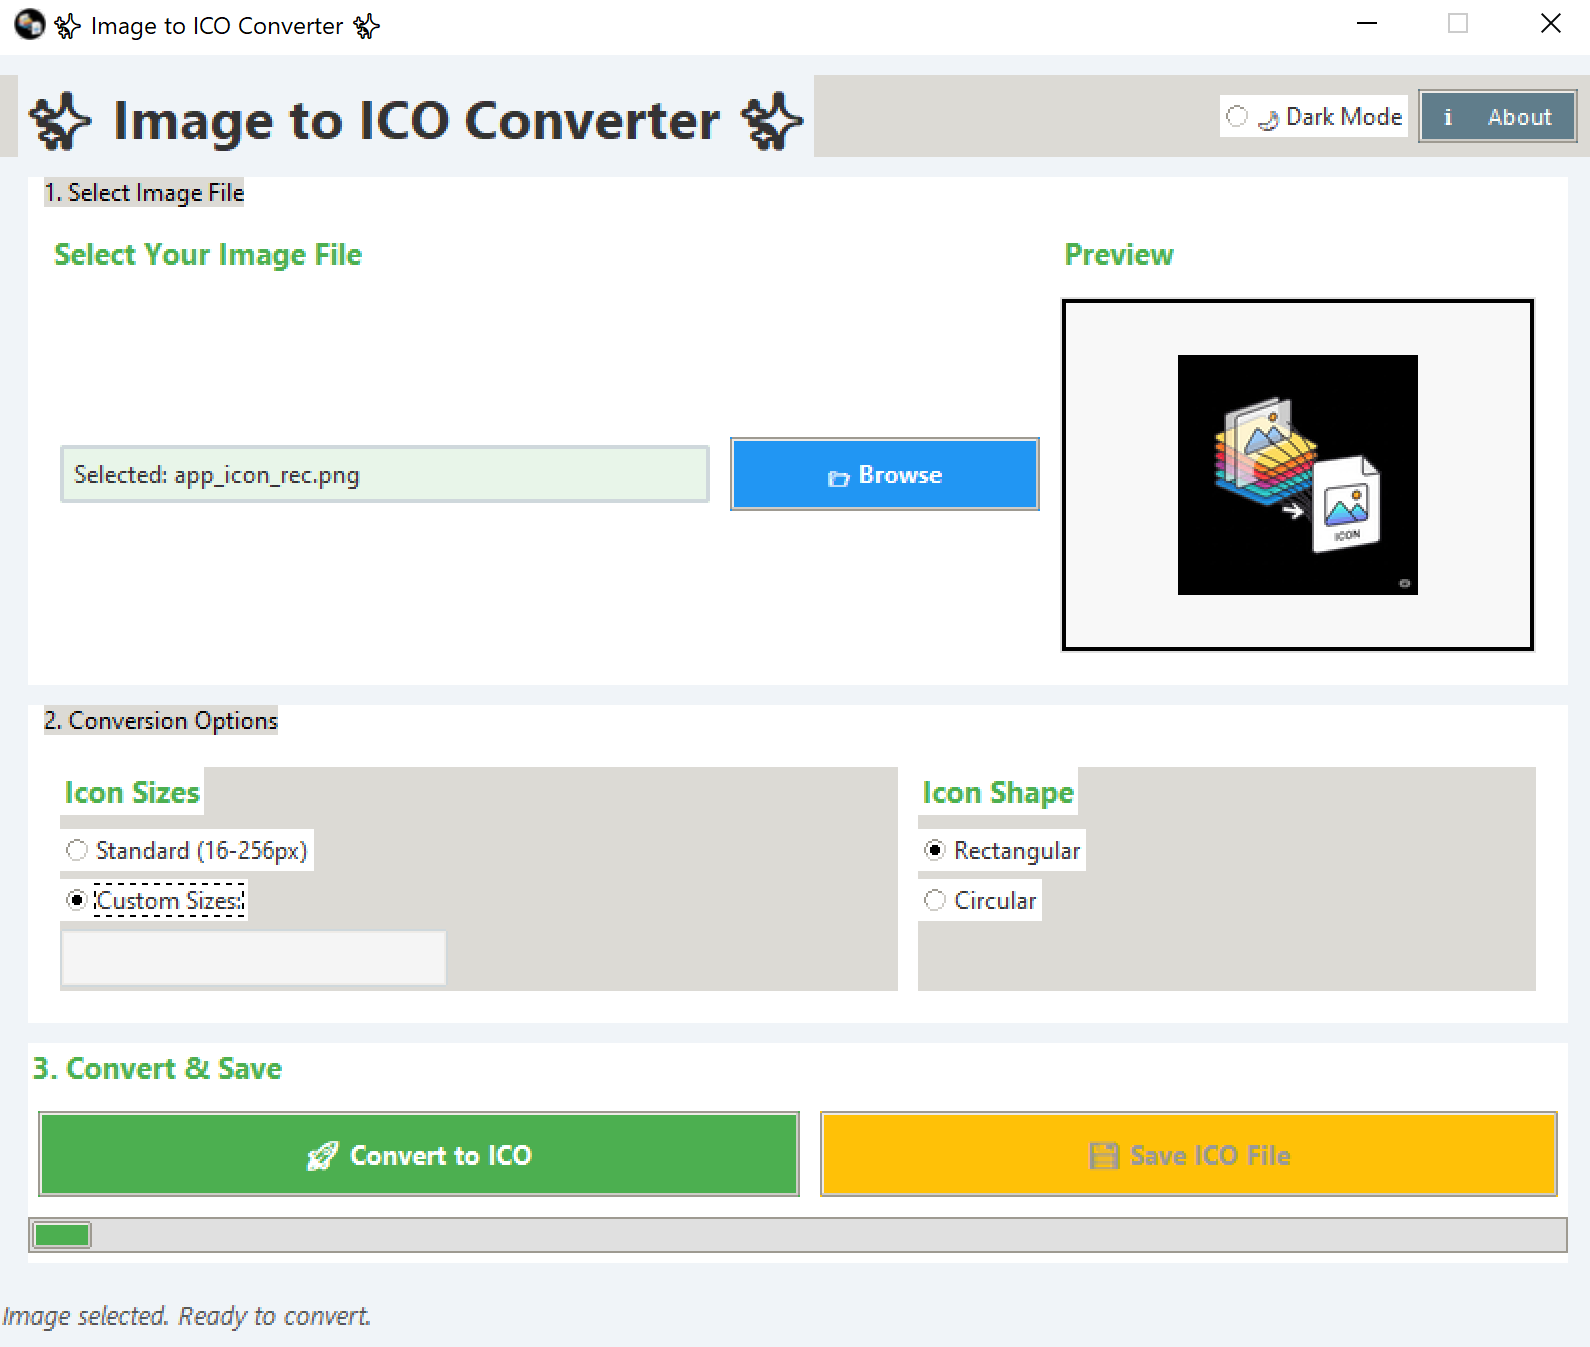 ✨ Image to ICO Converter ✨
✨ Image to ICO Converter ✨
🌙 Dark Mode
i About
1. Select Image File
Select Your Image File
Preview
Selected: app_icon_rec.png
📂 Browse
ICON
2. Conversion Options
Icon Sizes
Icon Shape
Standard (16-256px)
Rectangular
Custom Sizes:
Circular
3. Convert & Save
🚀 Convert to ICO
💾 Save ICO File
Image selected. Ready to convert.